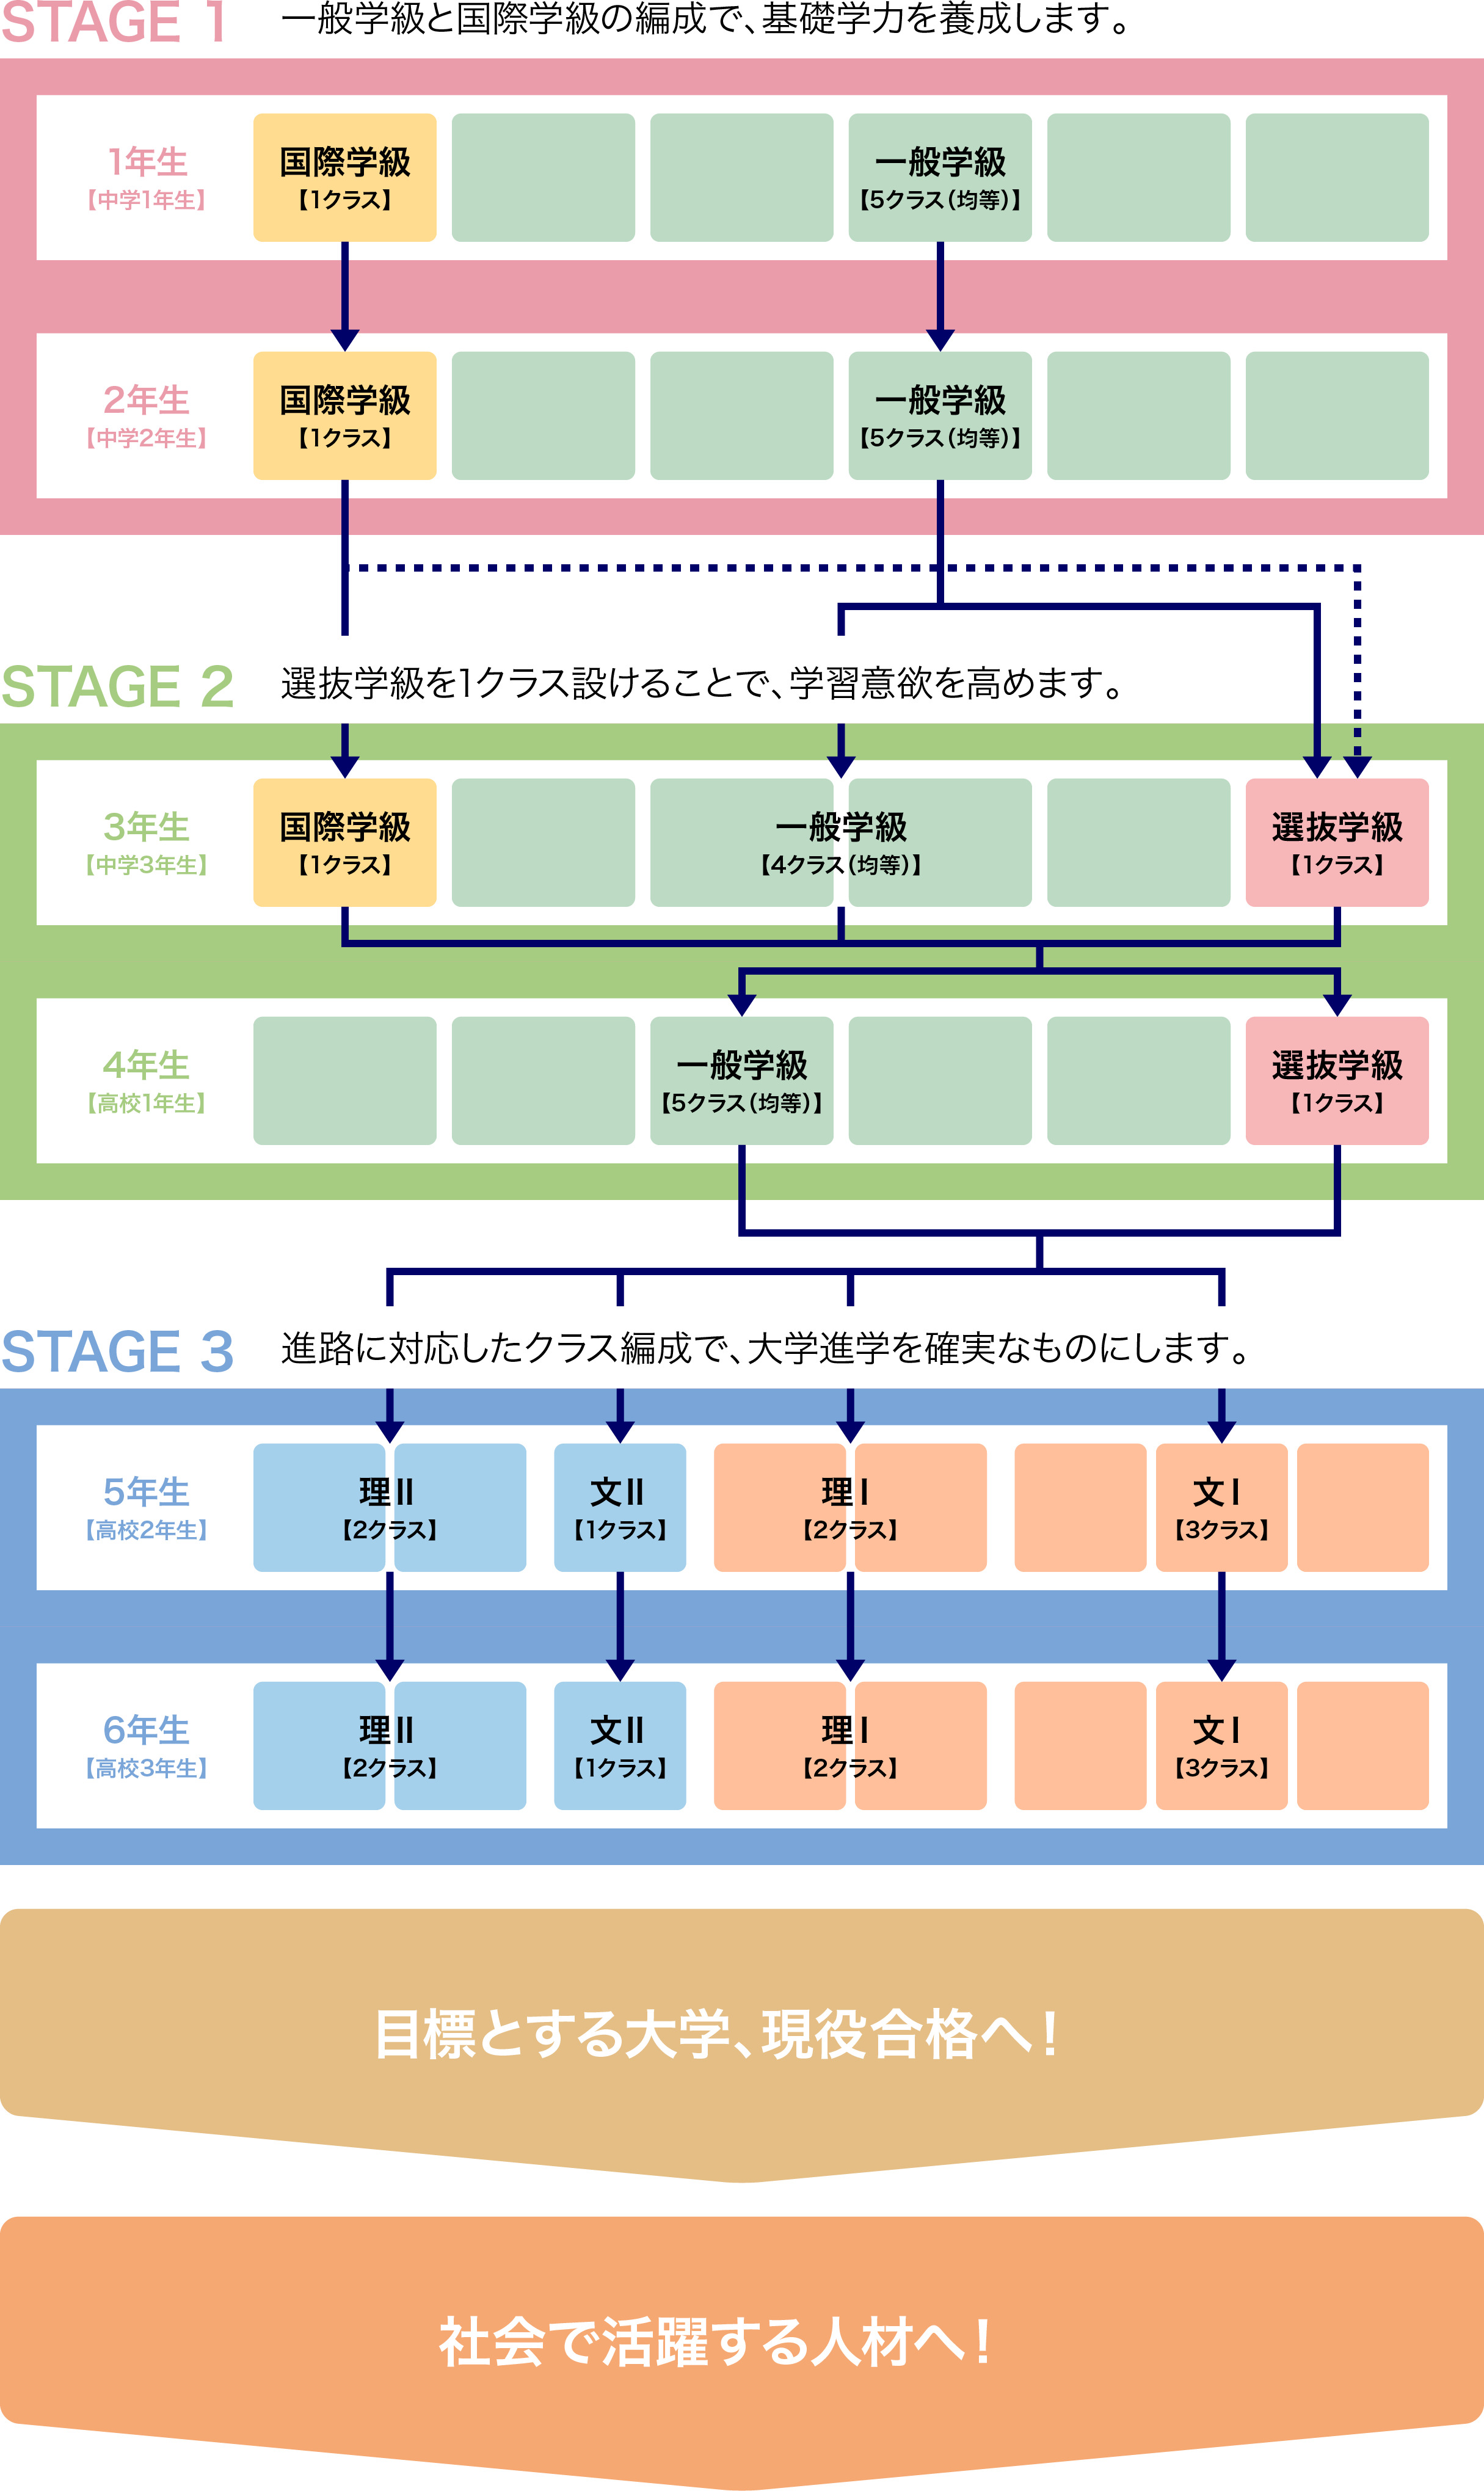 STAGE 1 一般学級と国際学級の編成で、基礎学力を養成します。
1年生
【中学1年生】
国際学級
【1クラス】
一般学級
【5クラス（均等）】
2年生
【中学2年生】
国際学級
【1クラス】
一般学級
【5クラス（均等）】
STAGE 2 選抜学級を1クラス設けることで、学習意欲を高めます。
3年生
【中学3年生】
国際学級
【1クラス】
一般学級
【4クラス（均等）】
選抜学級
【1クラス】
4年生
【高校1年生】
一般学級
【5クラス（均等）】
選抜学級
【1クラス】
STAGE 3 進路に対応したクラス編成で、大学進学を確実なものにします。
5年生
【高校2年生】
理Ⅱ
【2クラス】
文Ⅱ
【1クラス】
理Ⅰ
【2クラス】
文Ⅰ
【3クラス】
6年生
【高校3年生】
理Ⅱ
【2クラス】
文Ⅱ
【1クラス】
理Ⅰ
【2クラス】
文Ⅰ
【3クラス】
目標とする大学、現役合格へ！
社会で活躍する人材へ！